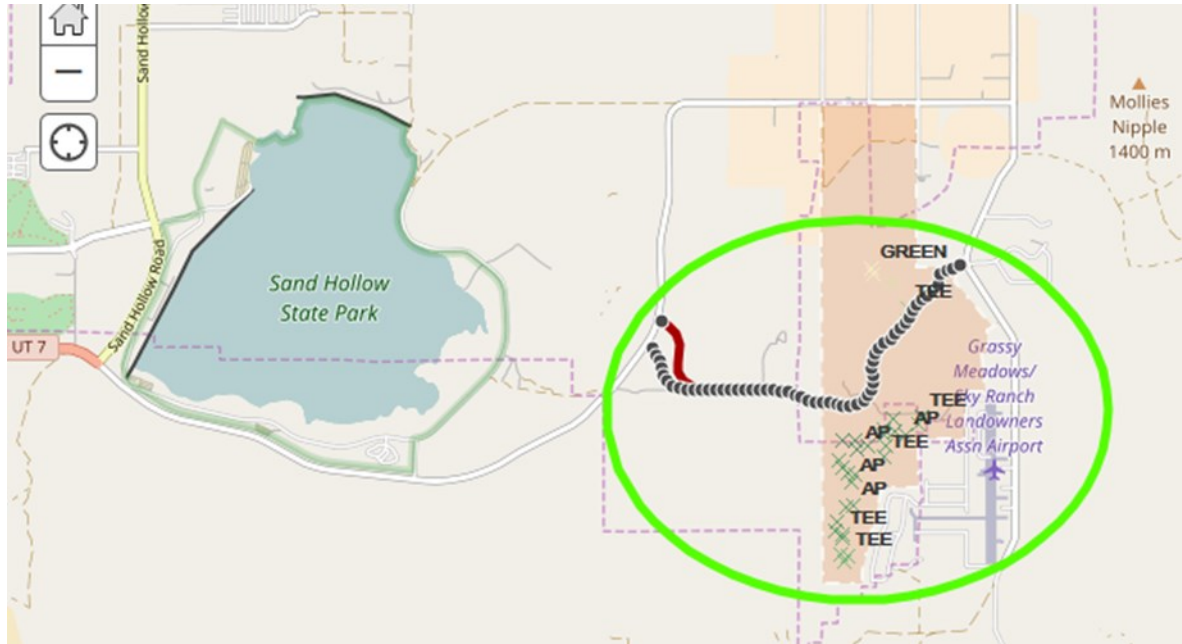 Sand Hollow
Mollies
Nipple
1400 m
Sand Hollow Road
Sand Hollow
State Park
UT 7
GREEN
TEE
Grassy
Meadows/
Sky Ranch
Landowners
Assn Airport
TEE
AP
AP
TEE
AP
AP
TEE
TEE